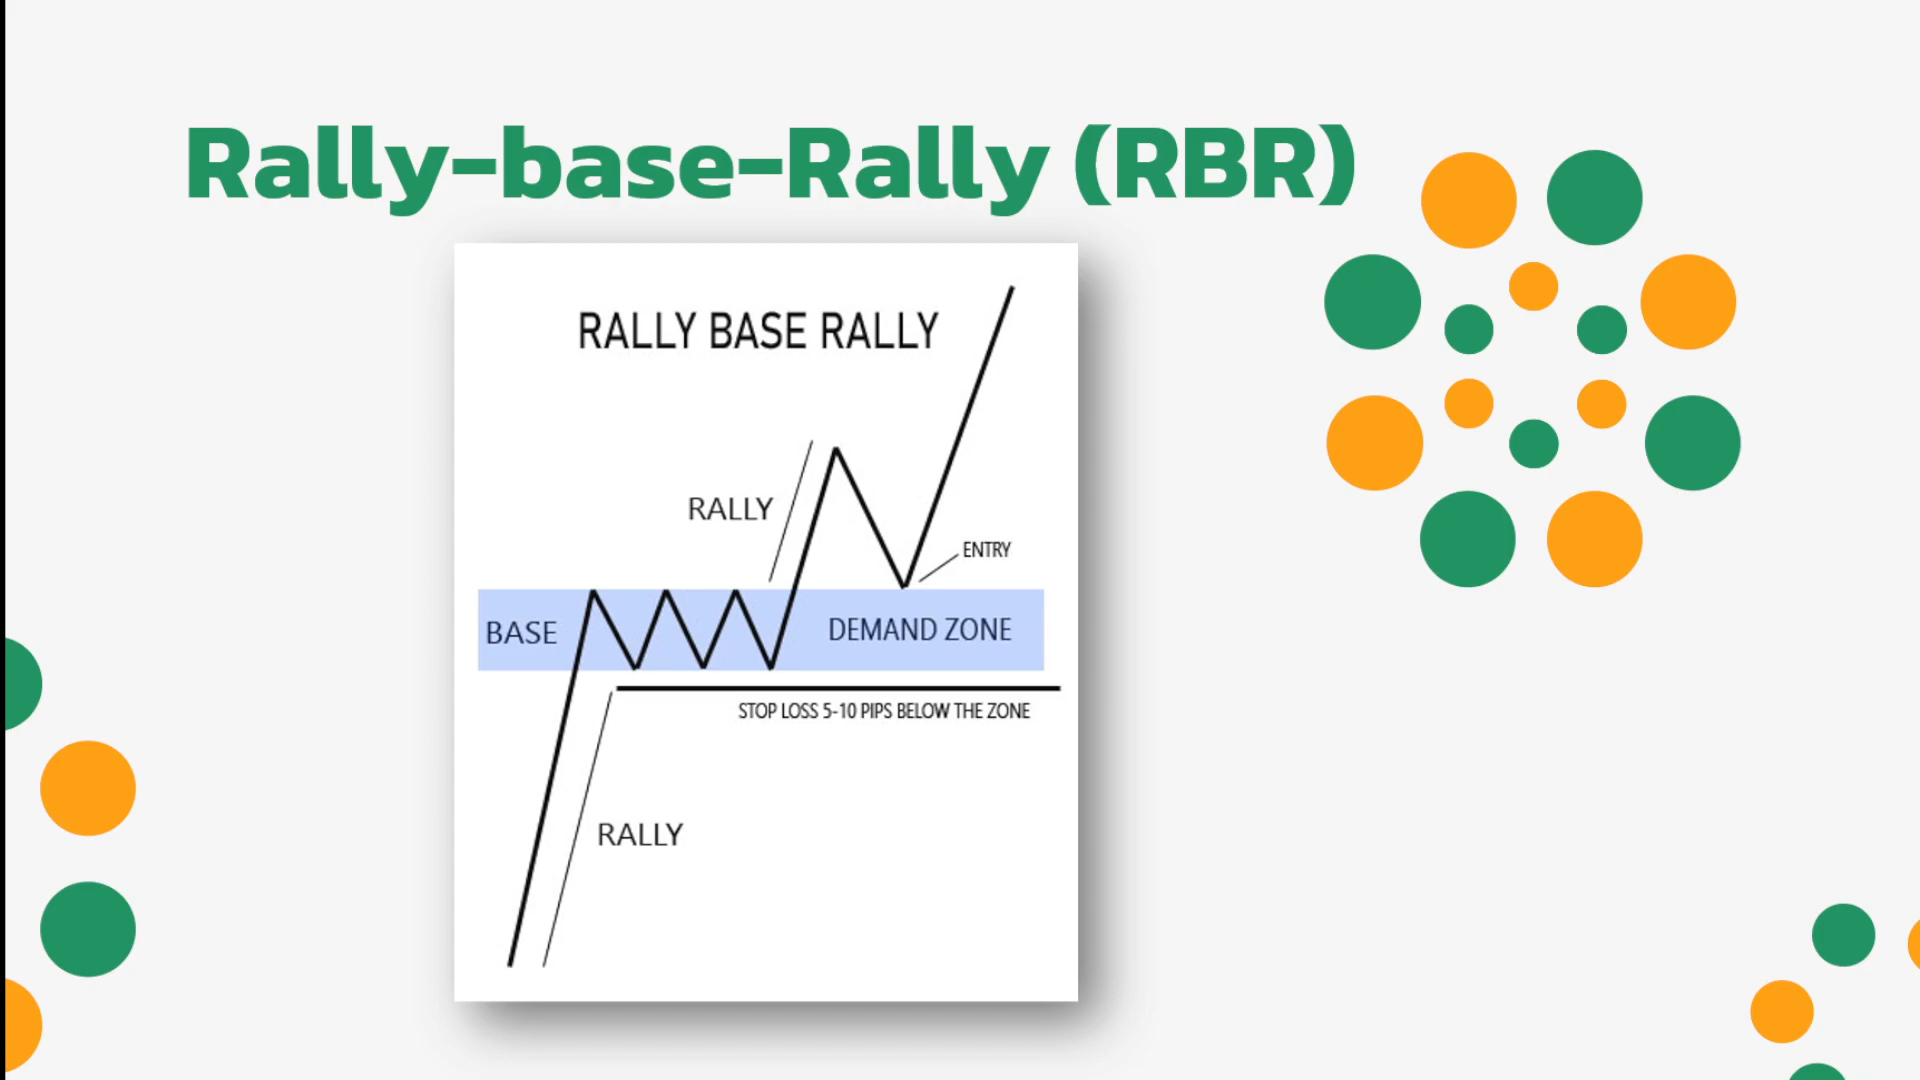 Rally-base-Rally (RBR)
RALLY BASE RALLY
RALLY
ENTRY
BASE
DEMAND ZONE
STOP LOSS 5-10 PIPS BELOW THE ZONE
RALLY